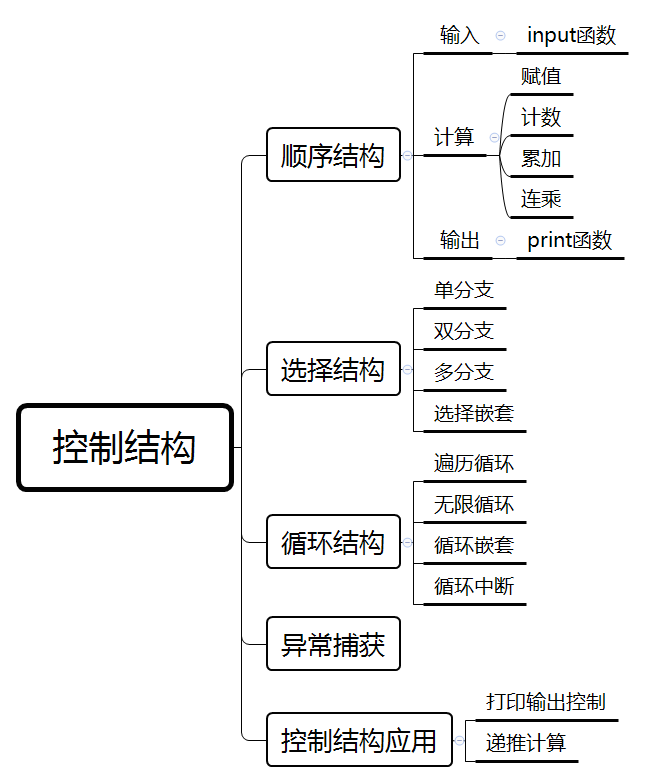 控制结构
顺序结构
输入
input函数
计算
赋值
计数
累加
连乘
输出
print函数
选择结构
单分支
双分支
多分支
选择嵌套
循环结构
遍历循环
无限循环
循环嵌套
循环中断
异常捕获
控制结构应用
打印输出控制
递推计算